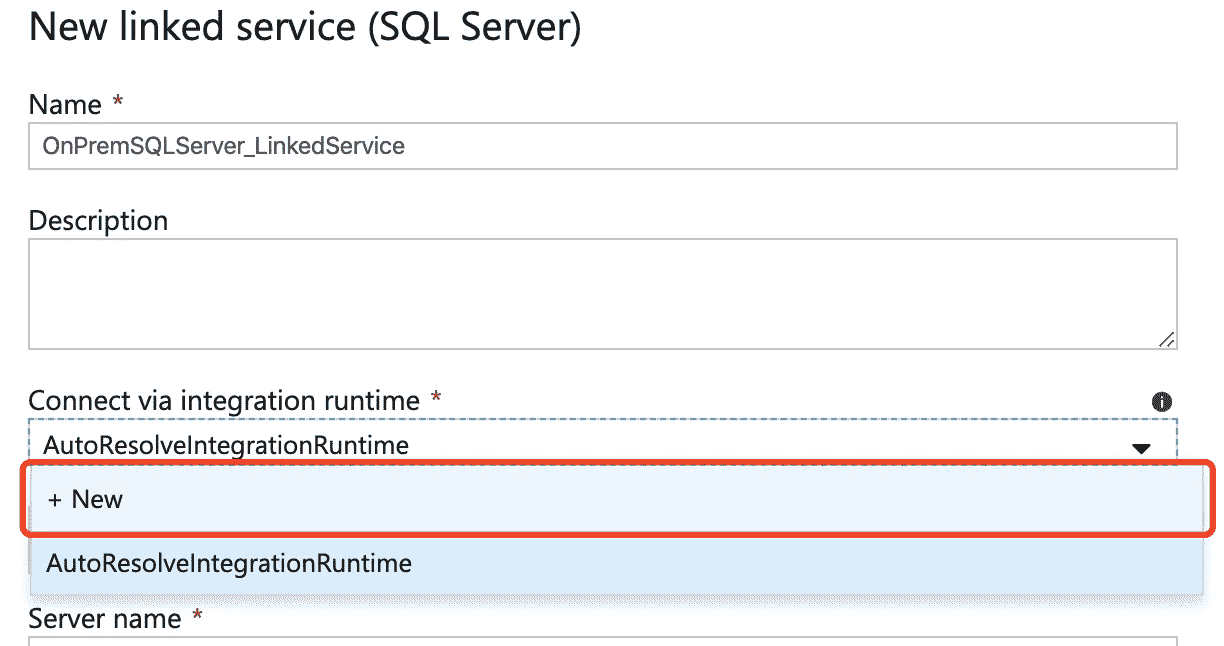 New linked service (SQL Server)
Name *
OnPremSQLServer_LinkedService
Description
Connect via integration runtime *
AutoResolveIntegrationRuntime
+ New
AutoResolveIntegrationRuntime
Server name *